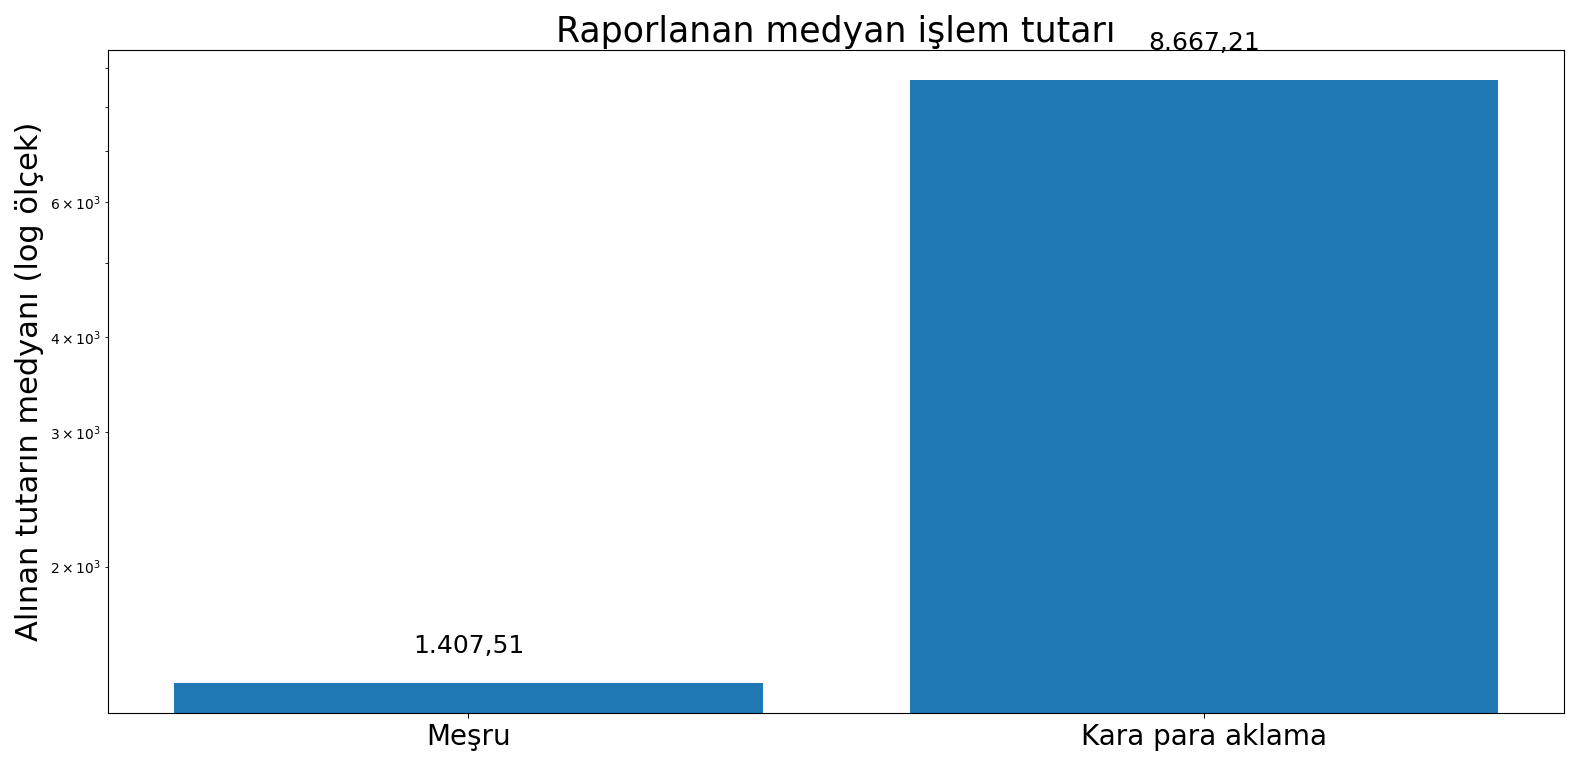 Raporlanan medyan işlem tutarı
8.667,21
Alınan tutarın medyanı (log ölçek)
6 × 10³
4 × 10³
3 × 10³
2 × 10³
1.407,51
Meşru
Kara para aklama